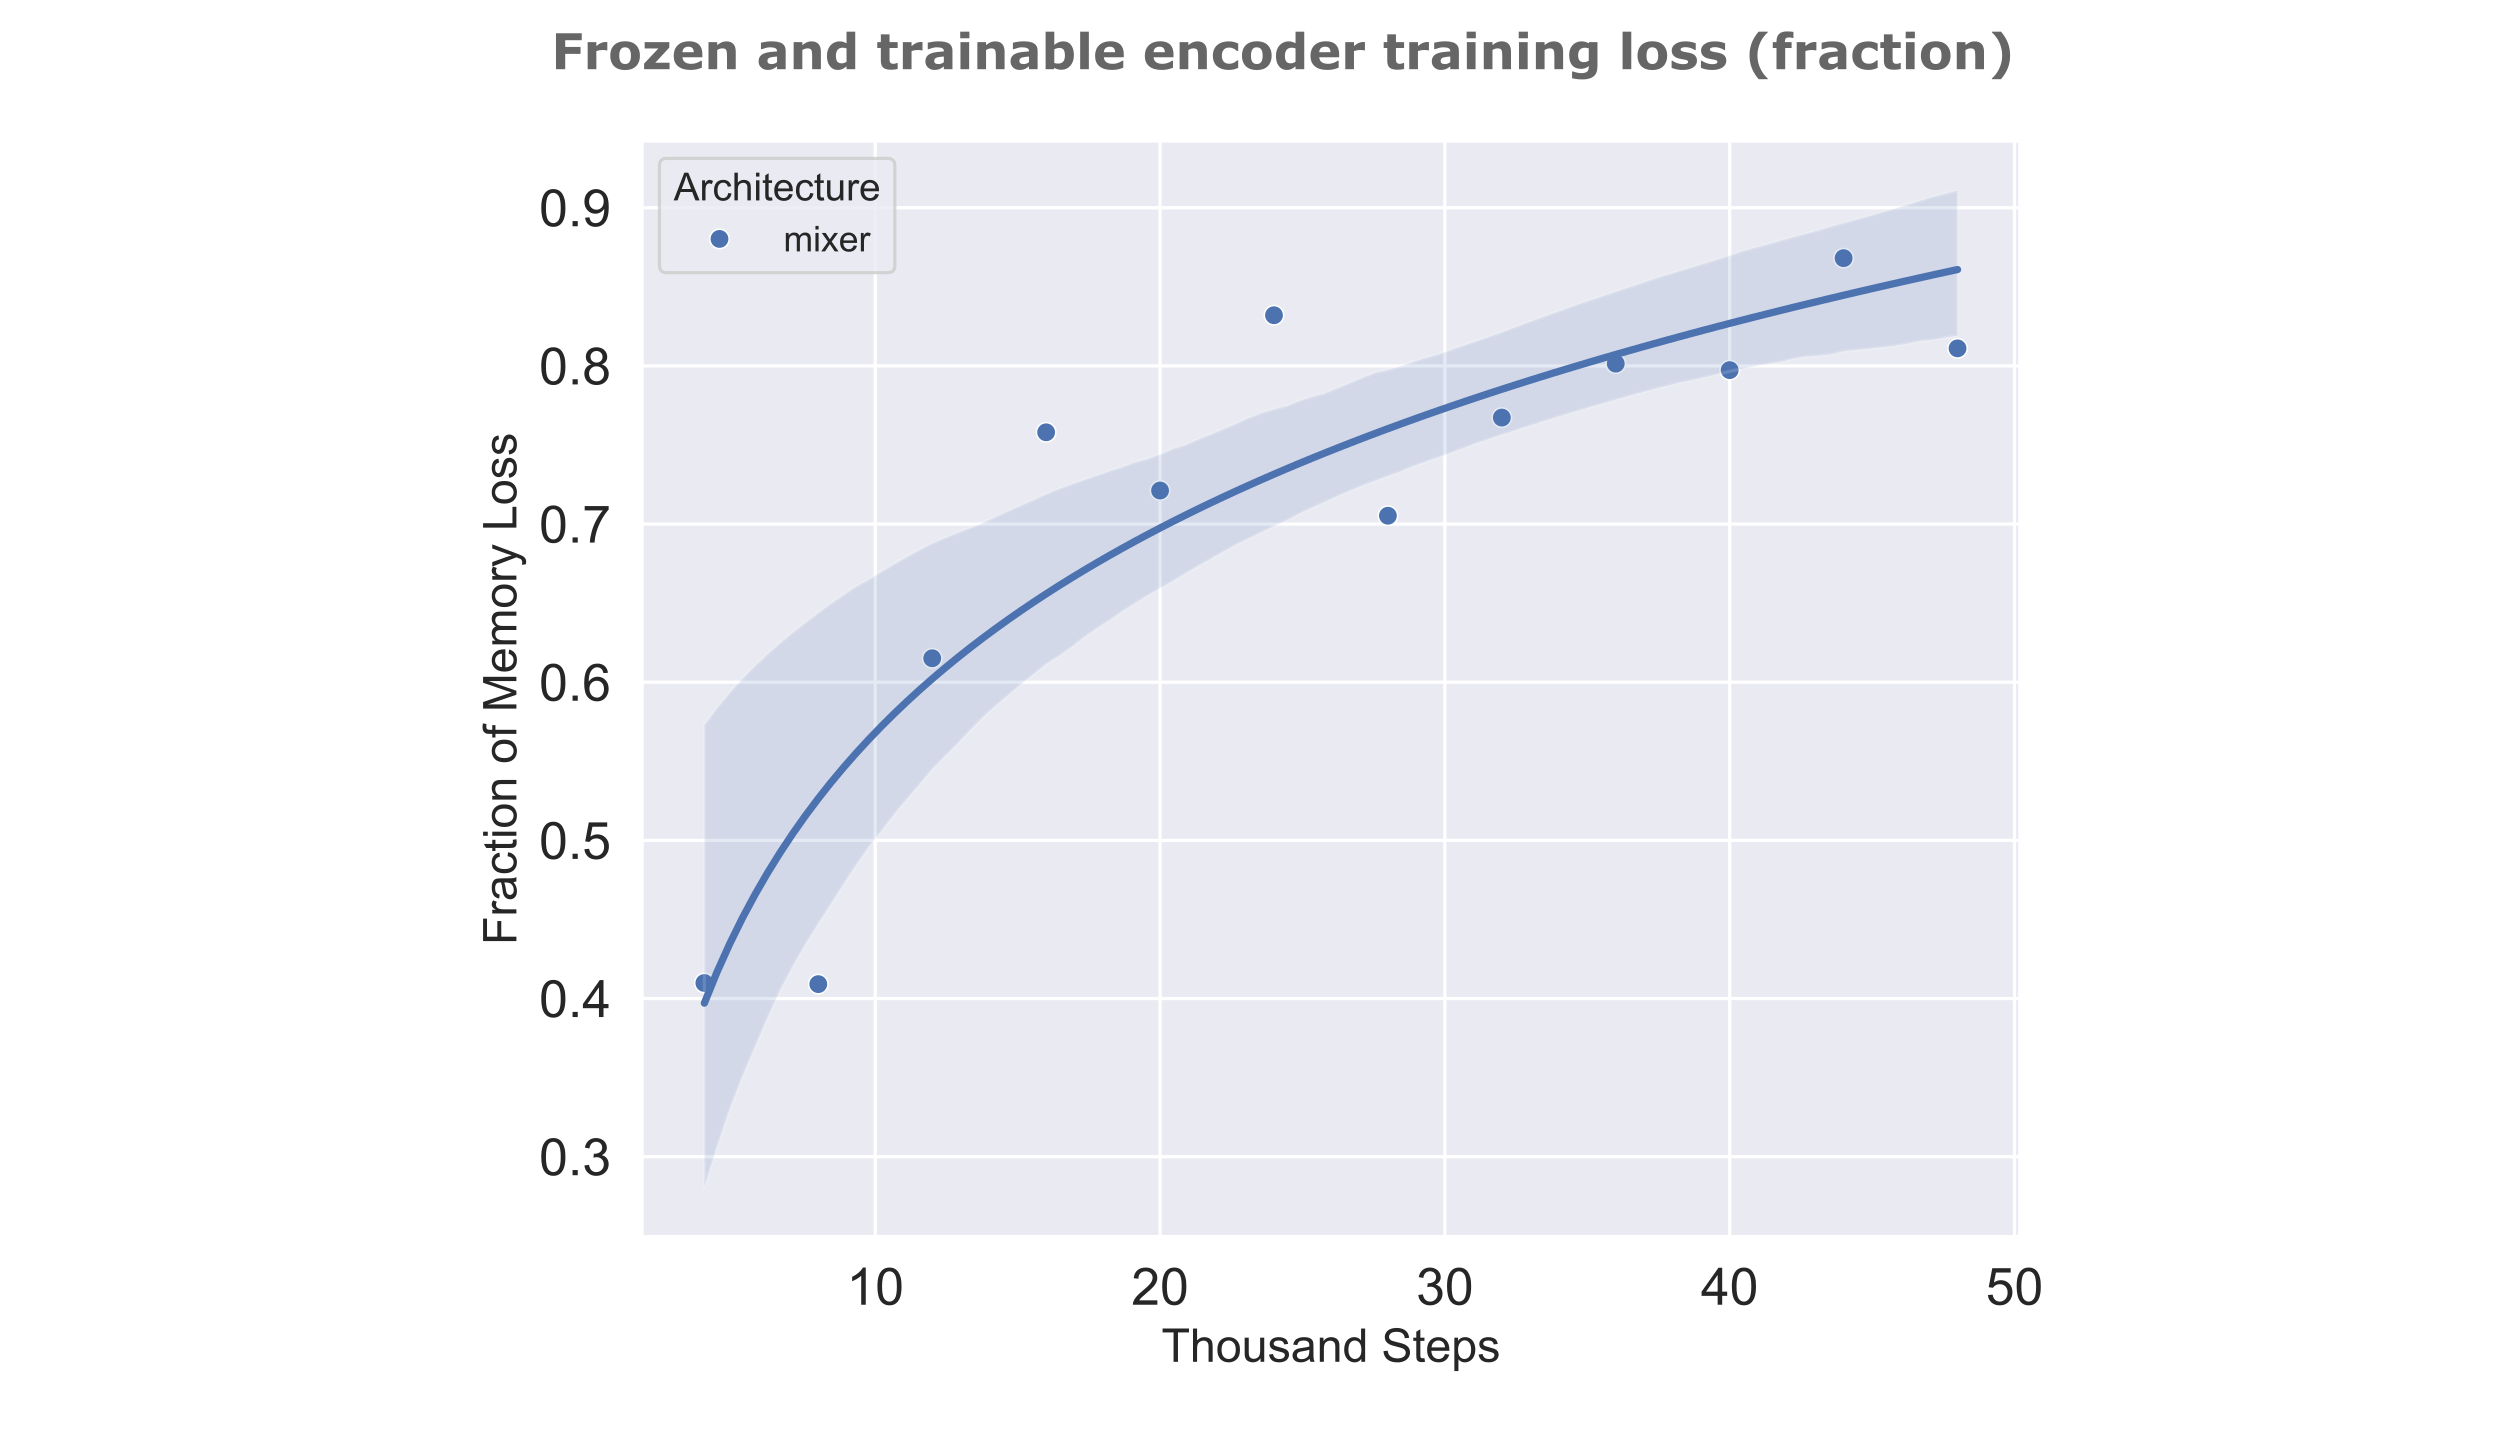 Frozen and trainable encoder training loss (fraction)
Architecture
mixer
0.9
0.8
0.7
0.6
0.5
0.4
0.3
Fraction of Memory Loss
10 20 30 40 50
Thousand Steps